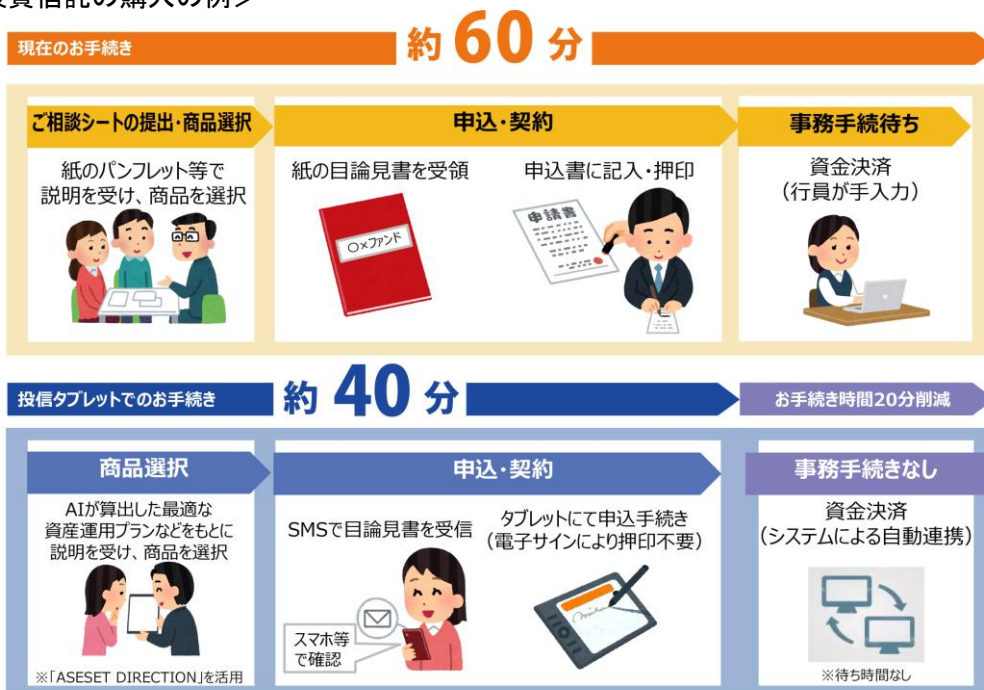 資信託の購入の例＞
現在のお手続き
約60分
ご相談シートの提出・商品選択
申込・契約
事務手続待ち
紙のパンフレット等で
説明を受け、商品を選択
紙の目論見書を受領
○×ファンド
申込書に記入・押印
申請書
資金決済
（行員が手入力）
投信タブレットでのお手続き
約40分
お手続き時間20分削減
商品選択
申込・契約
事務手続きなし
AIが算出した最適な
資産運用プランなどをもとに
説明を受け、商品を選択
※「ASESET DIRECTION」を活用
SMSで目論見書を受信
スマホ等
で確認
タブレットにて申込手続き
（電子サインにより押印不要）
資金決済
（システムによる自動連携）
※待ち時間なし